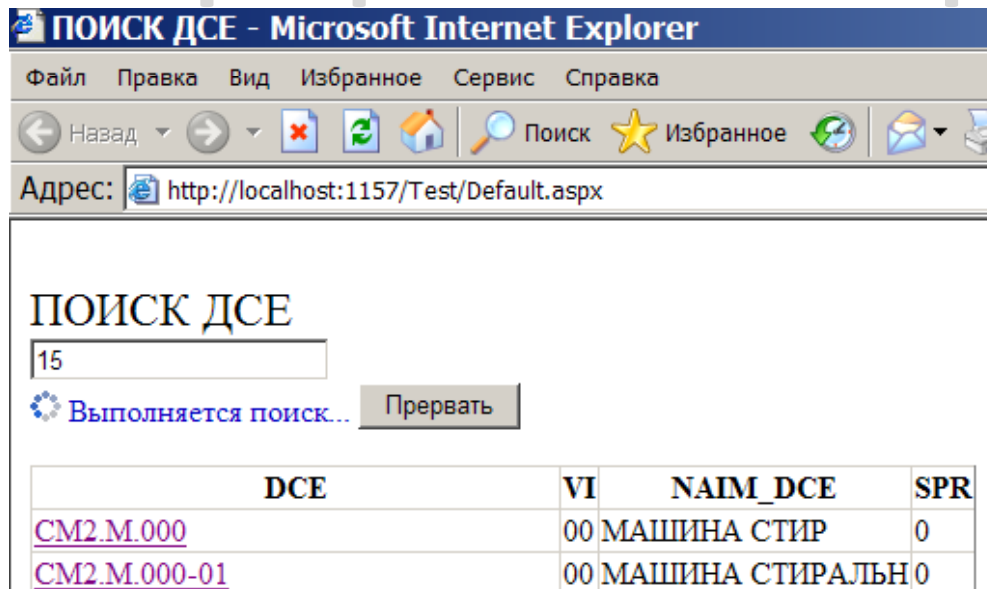 ПОИСК ДСЕ - Microsoft Internet Explorer
Файл Правка Вид Избранное Сервис Справка
Назад Поиск Избранное
Адрес: http://localhost:1157/Test/Default.aspx
ПОИСК ДСЕ
15
Выполняется поиск... Прервать
DCE VI NAIM_DCE SPR
СМ2.М.000 00 МАШИНА СТИР 0
СМ2.М.000-01 00 МАШИНА СТИРАЛЬН 0